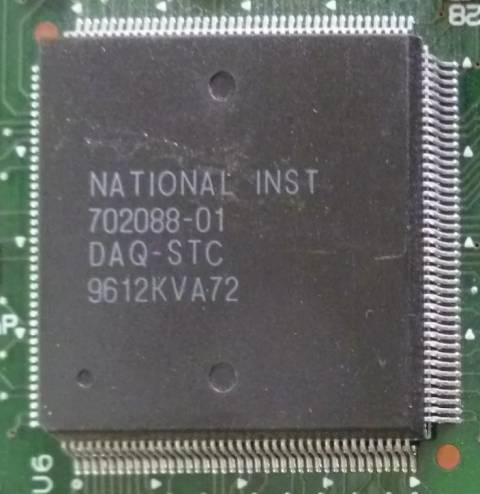 NATIONAL INST
702088-01
DAQ-STC
9612KVA72
U6